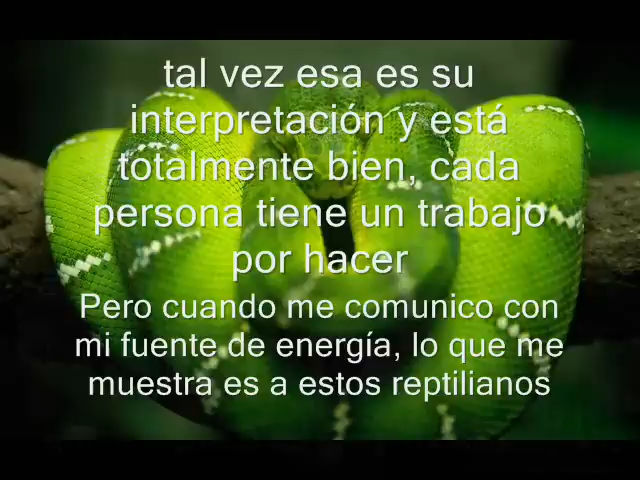 tal vez esa es su
interpretación y está
totalmente bien, cada
persona tiene un trabajo
por hacer
Pero cuando me comunico con
mi fuente de energía, lo que me
muestra es a estos reptilianos